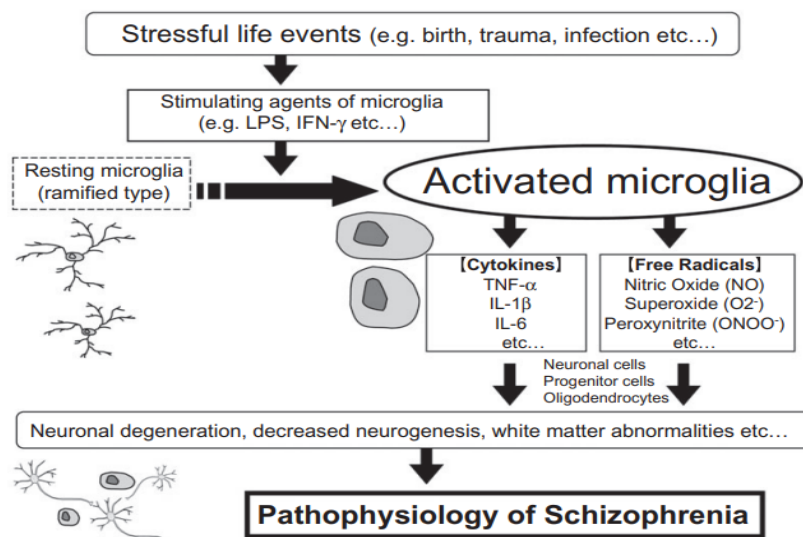 Stressful life events (e.g. birth, trauma, infection etc…)
Stimulating agents of microglia
(e.g. LPS, IFN-γ etc…)
Resting microglia
(ramified type)
Activated microglia
【Cytokines】
TNF-α
IL-1β
IL-6
etc…
【Free Radicals】
Nitric Oxide (NO)
Superoxide (O2⁻)
Peroxynitrite (ONOO⁻)
etc…
Neuronal cells
Progenitor cells
Oligodendrocytes
Neuronal degeneration, decreased neurogenesis, white matter abnormalities etc…
Pathophysiology of Schizophrenia